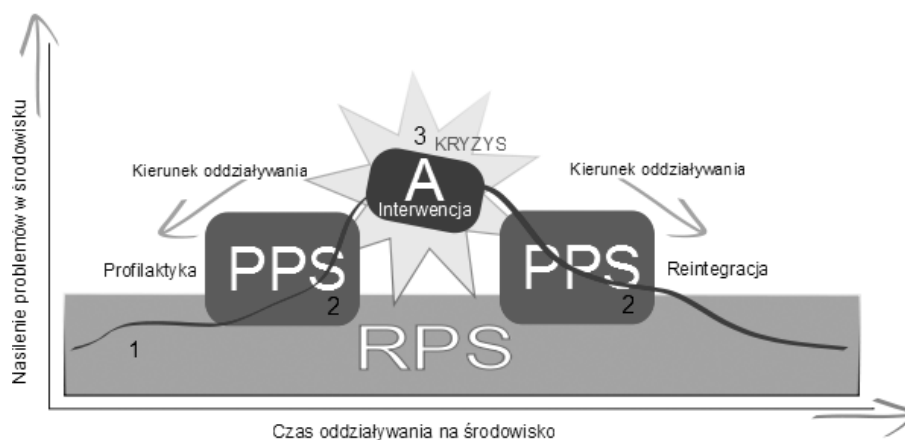 Nasilenie problemów w środowisku
3
KRYZYS
A
Interwencja
Kierunek oddziaływania
Kierunek oddziaływania
Profilaktyka
PPS
2
PPS
2
Reintegracja
1
RPS
Czas oddziaływania na środowisko